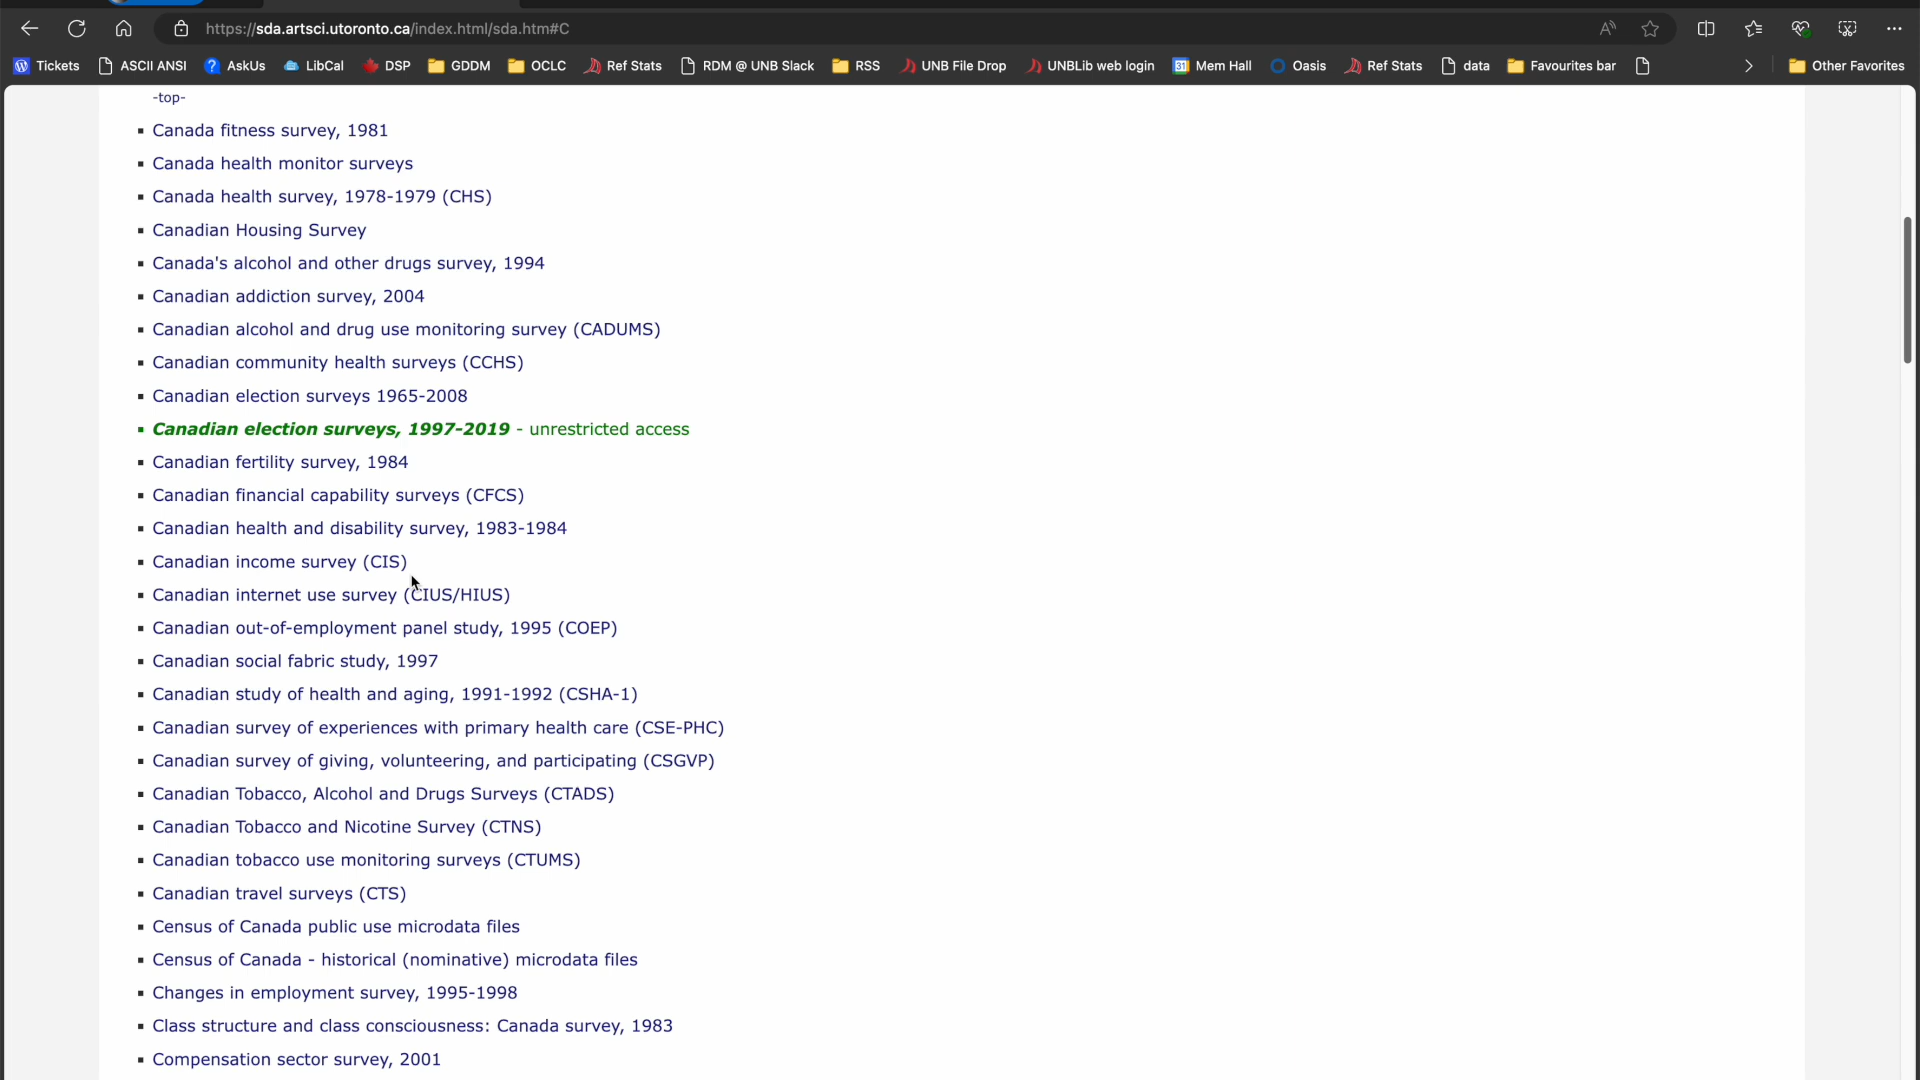 https://sda.artsci.utoronto.ca/index.html/sda.htm#C
Tickets ASCII ANSI AskUs LibCal DSP GDDM OCLC Ref Stats RDM @ UNB Slack RSS UNB File Drop UNBLib web login 31 Mem Hall Oasis Ref Stats data Favourites bar Other Favorites
-top-
Canada fitness survey, 1981
Canada health monitor surveys
Canada health survey, 1978-1979 (CHS)
Canadian Housing Survey
Canada's alcohol and other drugs survey, 1994
Canadian addiction survey, 2004
Canadian alcohol and drug use monitoring survey (CADUMS)
Canadian community health surveys (CCHS)
Canadian election surveys 1965-2008
Canadian election surveys, 1997-2019 - unrestricted access
Canadian fertility survey, 1984
Canadian financial capability surveys (CFCS)
Canadian health and disability survey, 1983-1984
Canadian income survey (CIS)
Canadian internet use survey (CIUS/HIUS)
Canadian out-of-employment panel study, 1995 (COEP)
Canadian social fabric study, 1997
Canadian study of health and aging, 1991-1992 (CSHA-1)
Canadian survey of experiences with primary health care (CSE-PHC)
Canadian survey of giving, volunteering, and participating (CSGVP)
Canadian Tobacco, Alcohol and Drugs Surveys (CTADS)
Canadian Tobacco and Nicotine Survey (CTNS)
Canadian tobacco use monitoring surveys (CTUMS)
Canadian travel surveys (CTS)
Census of Canada public use microdata files
Census of Canada - historical (nominative) microdata files
Changes in employment survey, 1995-1998
Class structure and class consciousness: Canada survey, 1983
Compensation sector survey, 2001